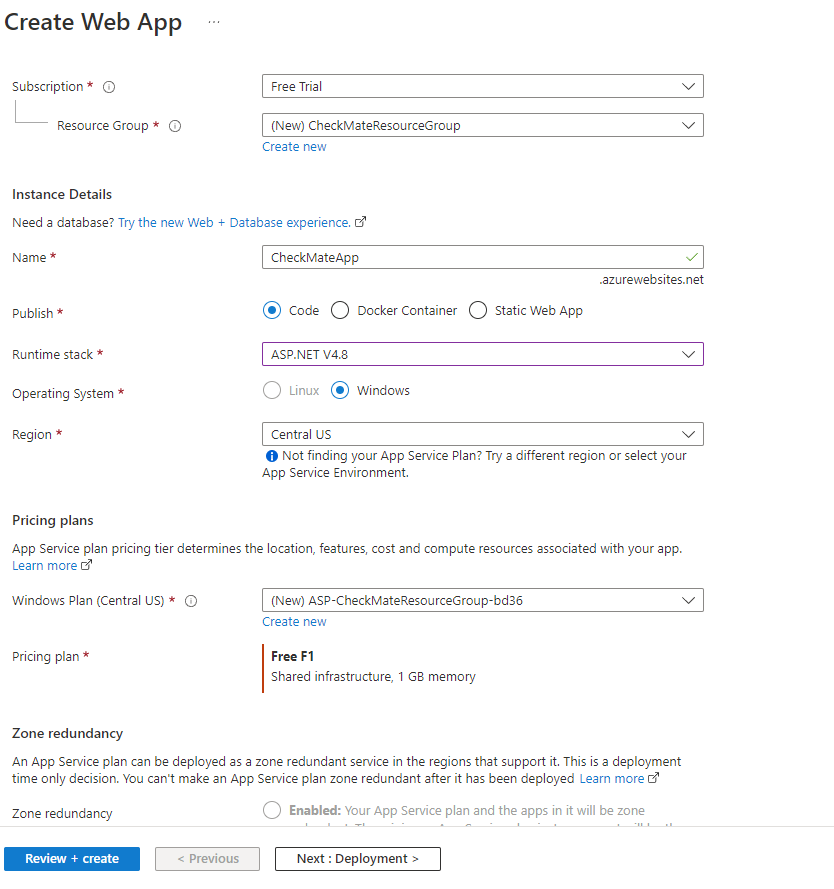 Create Web App ...
Subscription *
Free Trial
Resource Group *
(New) CheckMateResourceGroup
Create new
Instance Details
Need a database? Try the new Web + Database experience.
Name *
CheckMateApp
.azurewebsites.net
Publish *
Code
Docker Container
Static Web App
Runtime stack *
ASP.NET V4.8
Operating System *
Linux
Windows
Region *
Central US
Not finding your App Service Plan? Try a different region or select your
App Service Environment.
Pricing plans
App Service plan pricing tier determines the location, features, cost and compute resources associated with your app.
Learn more
Windows Plan (Central US) *
(New) ASP-CheckMateResourceGroup-bd36
Create new
Pricing plan *
Free F1
Shared infrastructure, 1 GB memory
Zone redundancy
An App Service plan can be deployed as a zone redundant service in the regions that support it. This is a deployment
time only decision. You can't make an App Service plan zone redundant after it has been deployed Learn more
Zone redundancy
Enabled: Your App Service plan and the apps in it will be zone
Review + create
< Previous
Next : Deployment >